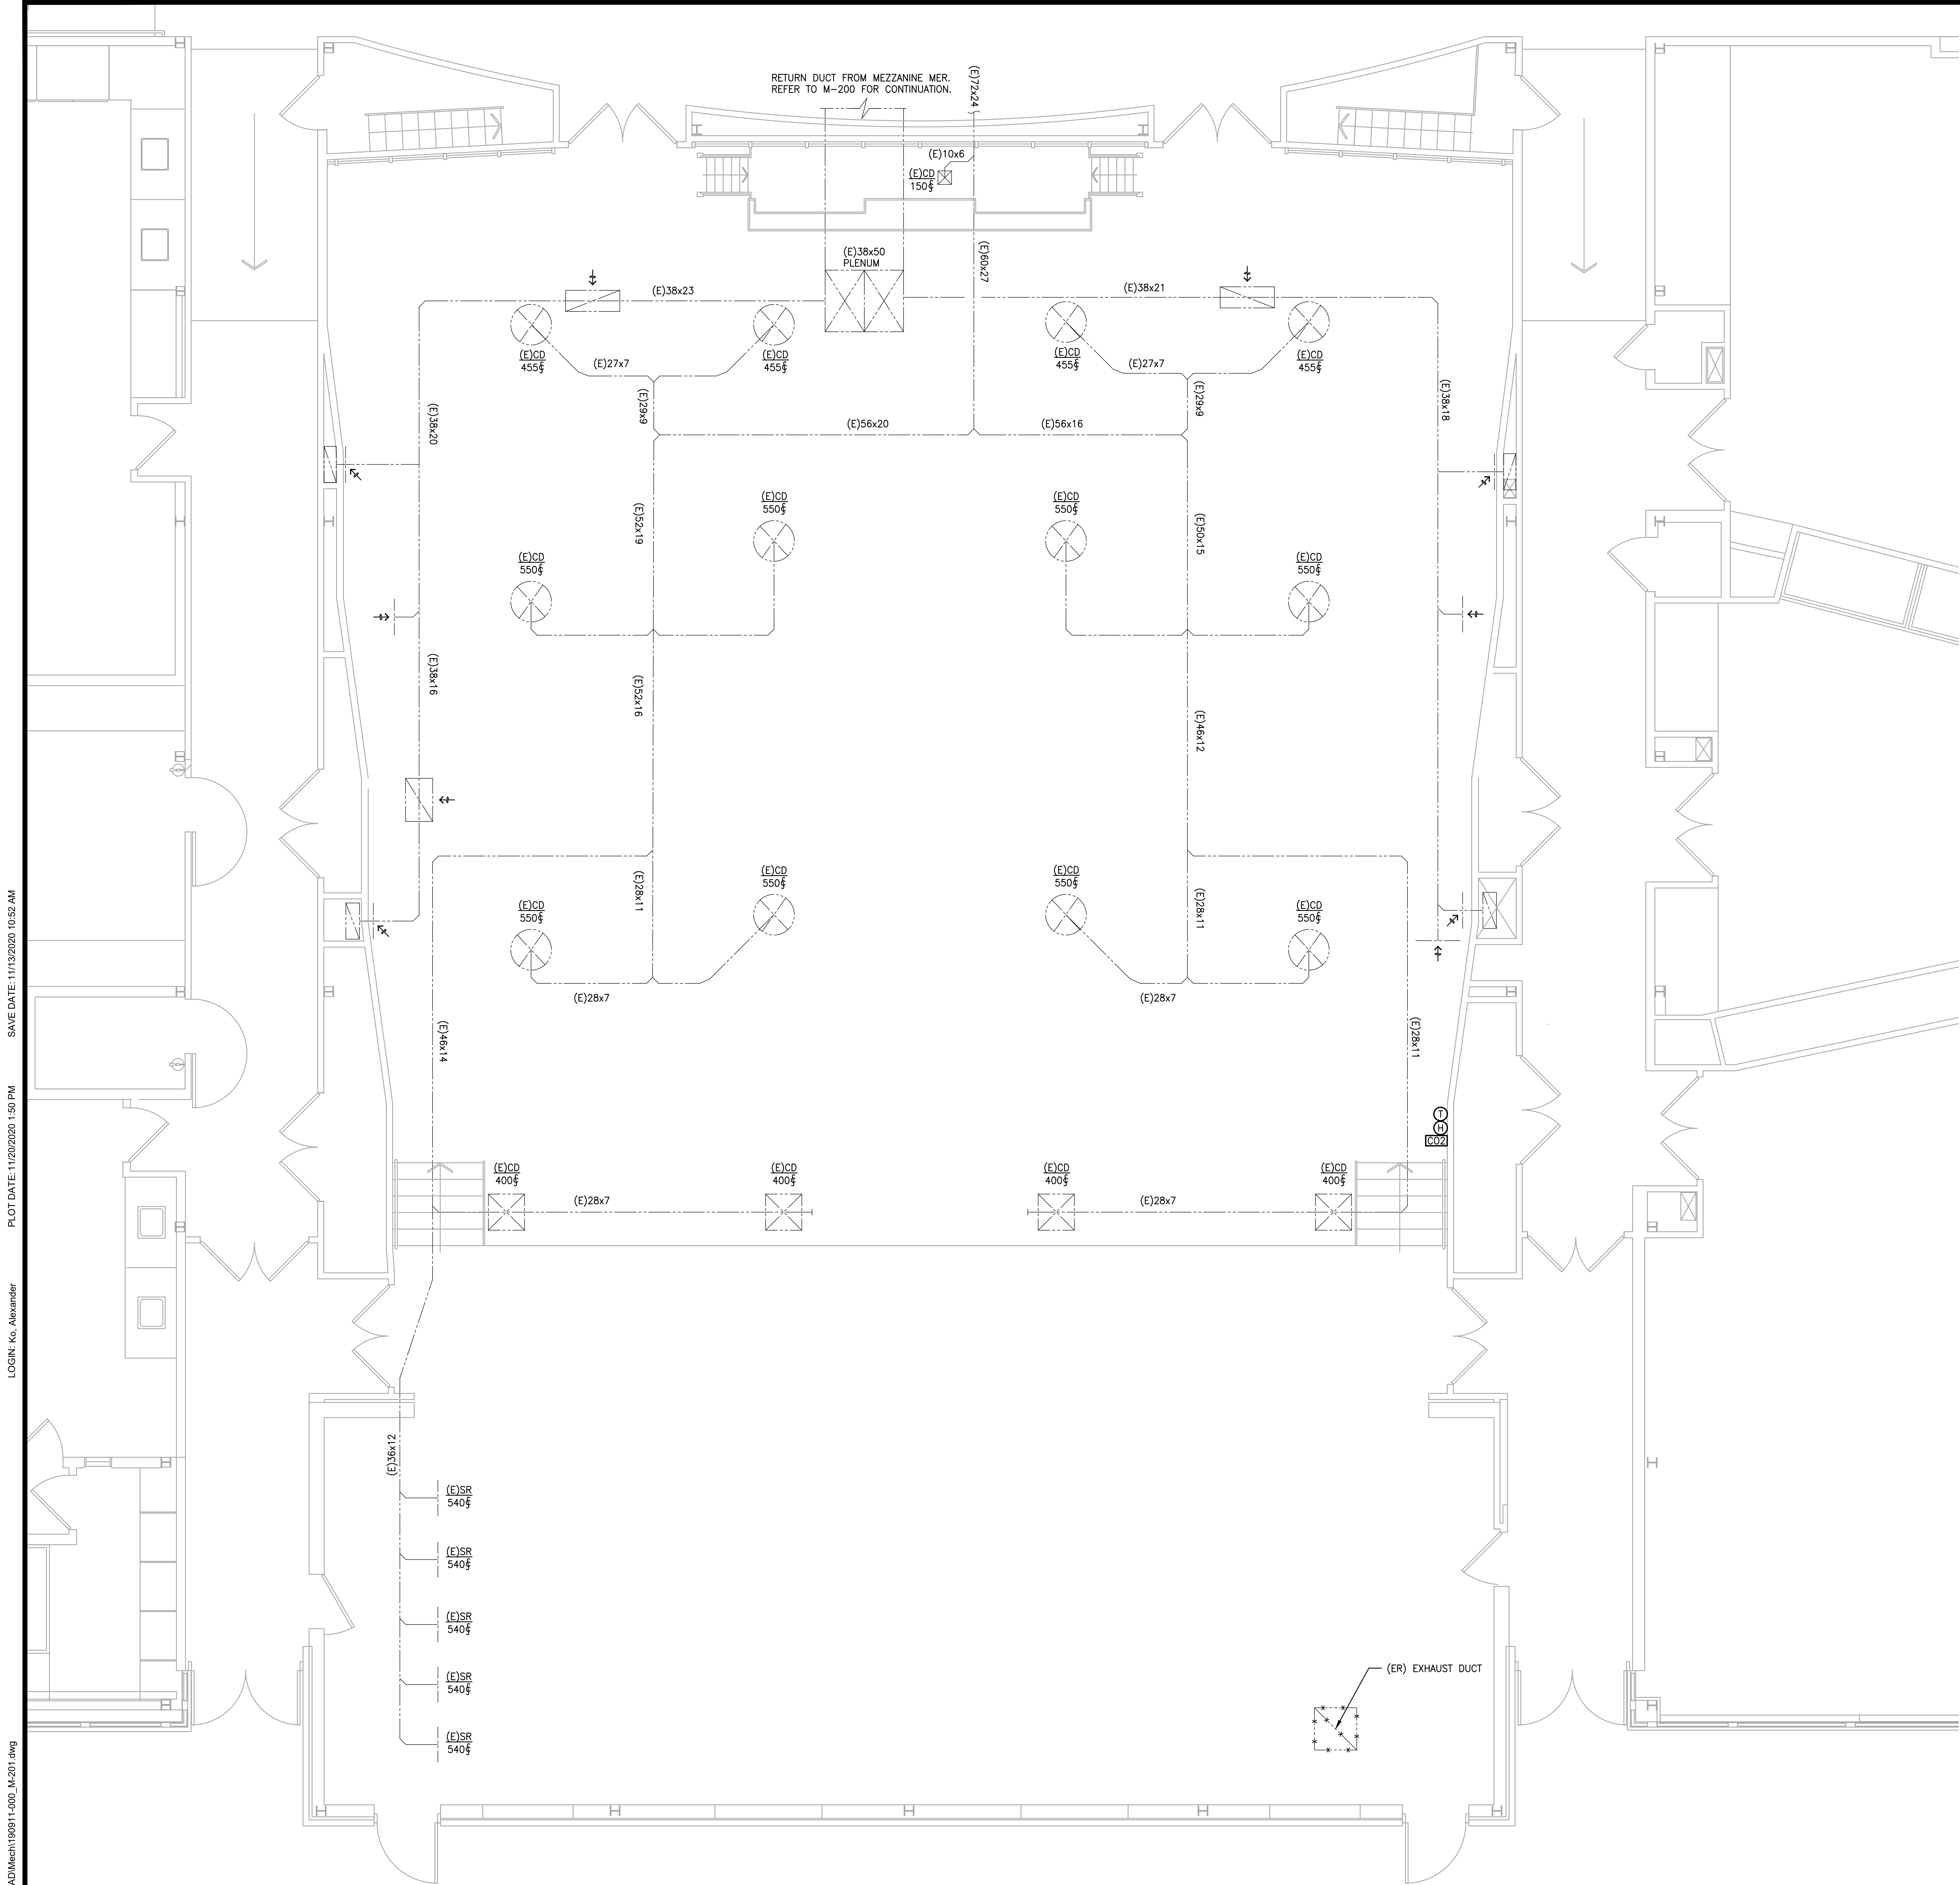 RETURN DUCT FROM MEZZANINE MER.
REFER TO M-200 FOR CONTINUATION.
(E)72x24
(E)10x6
(E)CD
150
(E)38x50
PLENUM
(E)60x27
(E)38x23
(E)38x21
(E)CD
455
(E)27x7
(E)CD
455
(E)CD
455
(E)27x7
(E)CD
455
(E)38x20
(E)29x9
(E)56x20
(E)56x16
(E)29x9
(E)38x18
(E)CD
550
(E)CD
550
(E)52x19
(E)50x15
(E)CD
550
(E)CD
550
(E)38x16
(E)52x16
(E)46x12
(E)CD
550
(E)CD
550
(E)CD
550
(E)CD
550
(E)28x11
(E)28x11
(E)28x7
(E)28x7
(E)46x14
(E)28x11
T
H
CO2
(E)CD
400
(E)28x7
(E)CD
400
(E)CD
400
(E)28x7
(E)CD
400
(E)36x12
(E)SR
540
(E)SR
540
(E)SR
540
(E)SR
540
(E)SR
540
(ER) EXHAUST DUCT
AD\Mech\190911-000_M-201.dwg
LOGIN: Ko, Alexander
PLOT DATE: 11/20/2020 1:50 PM
SAVE DATE: 11/13/2020 10:52 AM